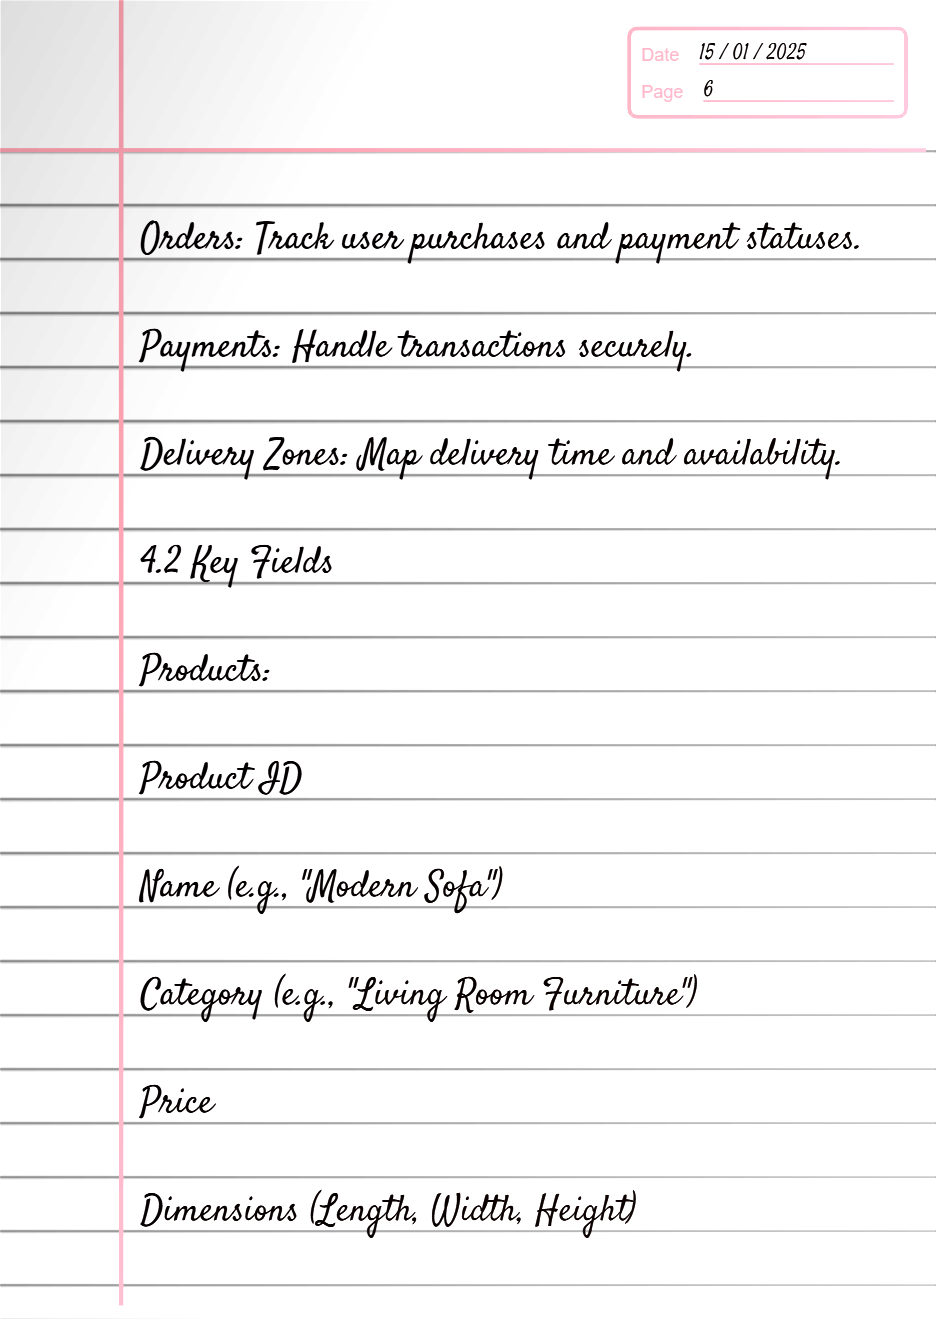 Date 15 / 01 / 2025
Page 6
Orders: Track user purchases and payment statuses.
Payments: Handle transactions securely.
Delivery Zones: Map delivery time and availability.
4.2 Key Fields
Products:
Product ID
Name (e.g., "Modern Sofa")
Category (e.g., "Living Room Furniture")
Price
Dimensions (Length, Width, Height)